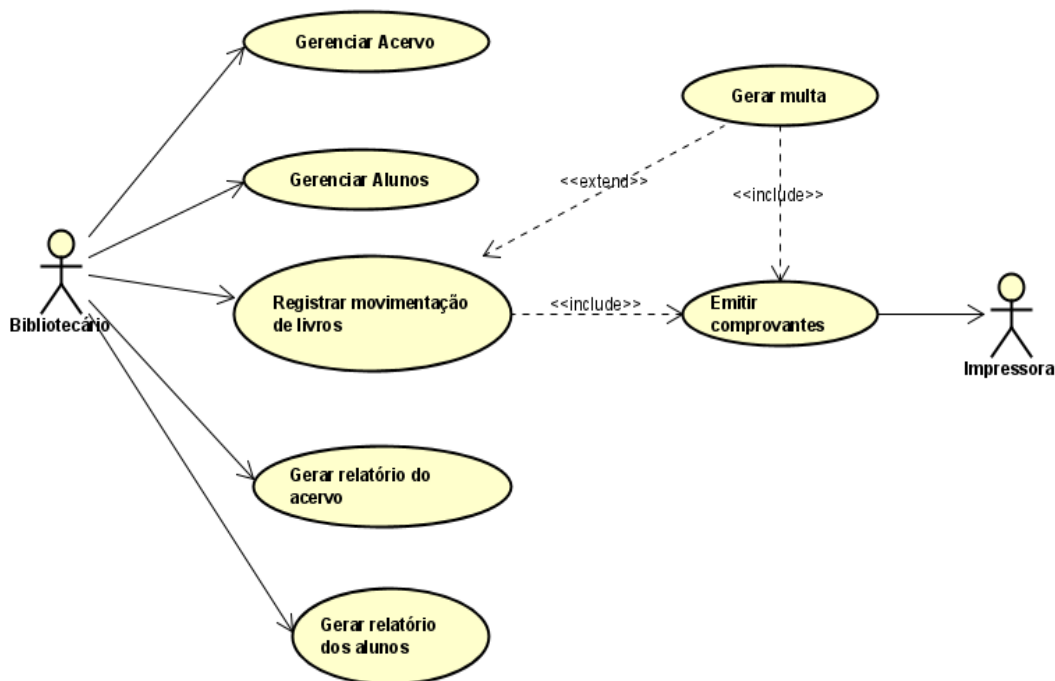 Gerenciar Acervo
Gerar multa
Gerenciar Alunos
<<extend>>
<<include>>
Bibliotecário
Registrar movimentação
de livros
<<include>>
Emitir
comprovantes
Impressora
Gerar relatório do
acervo
Gerar relatório
dos alunos